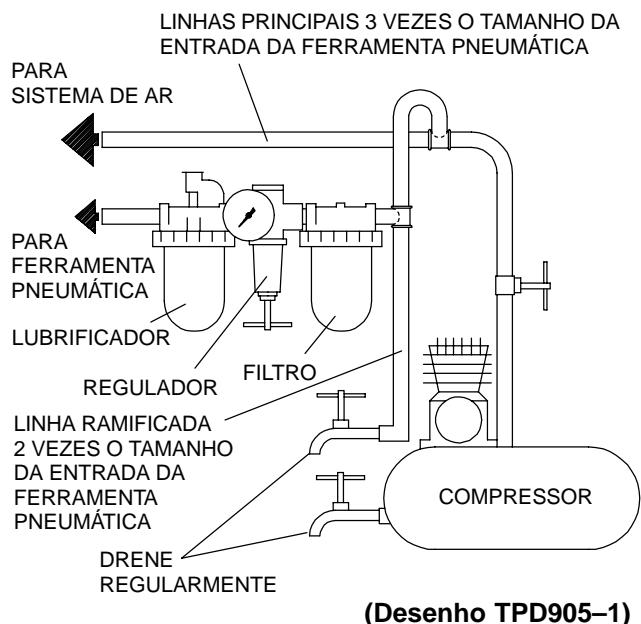 LINHAS PRINCIPAIS 3 VEZES O TAMANHO DA
ENTRADA DA FERRAMENTA PNEUMÁTICA
PARA
SISTEMA DE AR
PARA
FERRAMENTA
PNEUMÁTICA
LUBRIFICADOR
REGULADOR
FILTRO
LINHA RAMIFICADA
2 VEZES O TAMANHO
DA ENTRADA DA
FERRAMENTA
PNEUMÁTICA
COMPRESSOR
DRENE
REGULARMENTE
(Desenho TPD905–1)